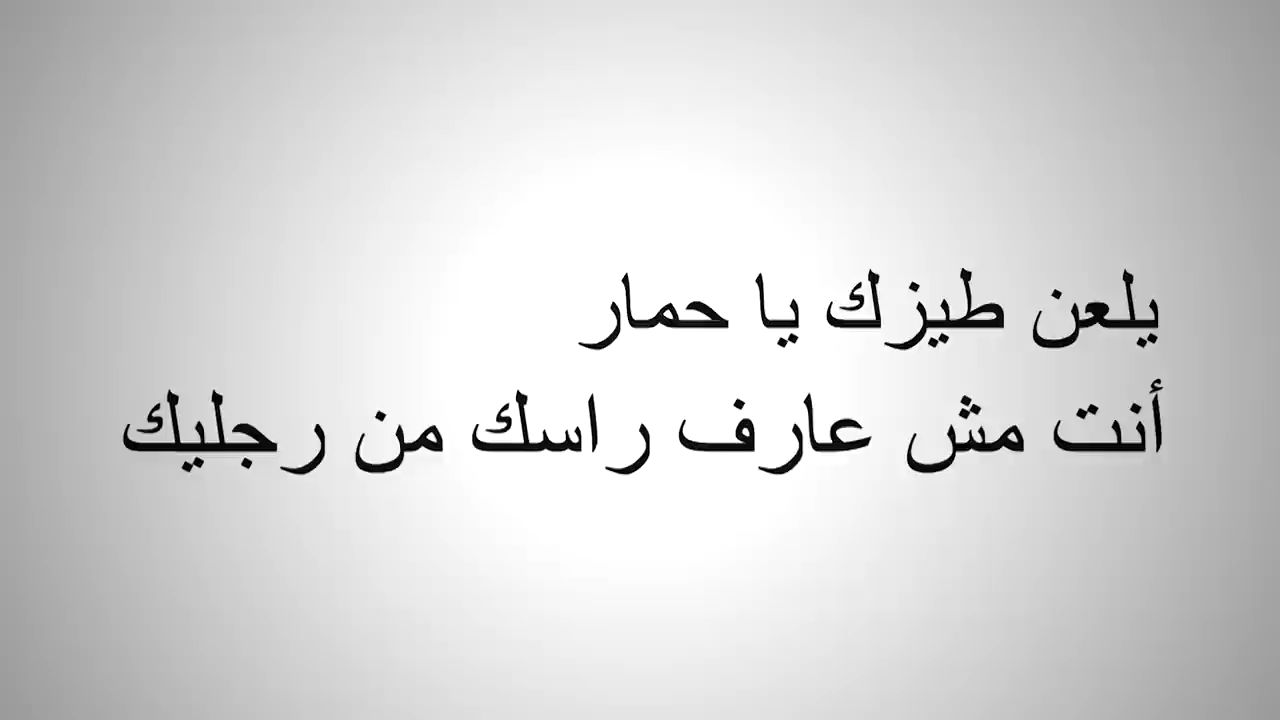 يلعن طيزك يا حمار
أنت مش عارف راسك من رجليك